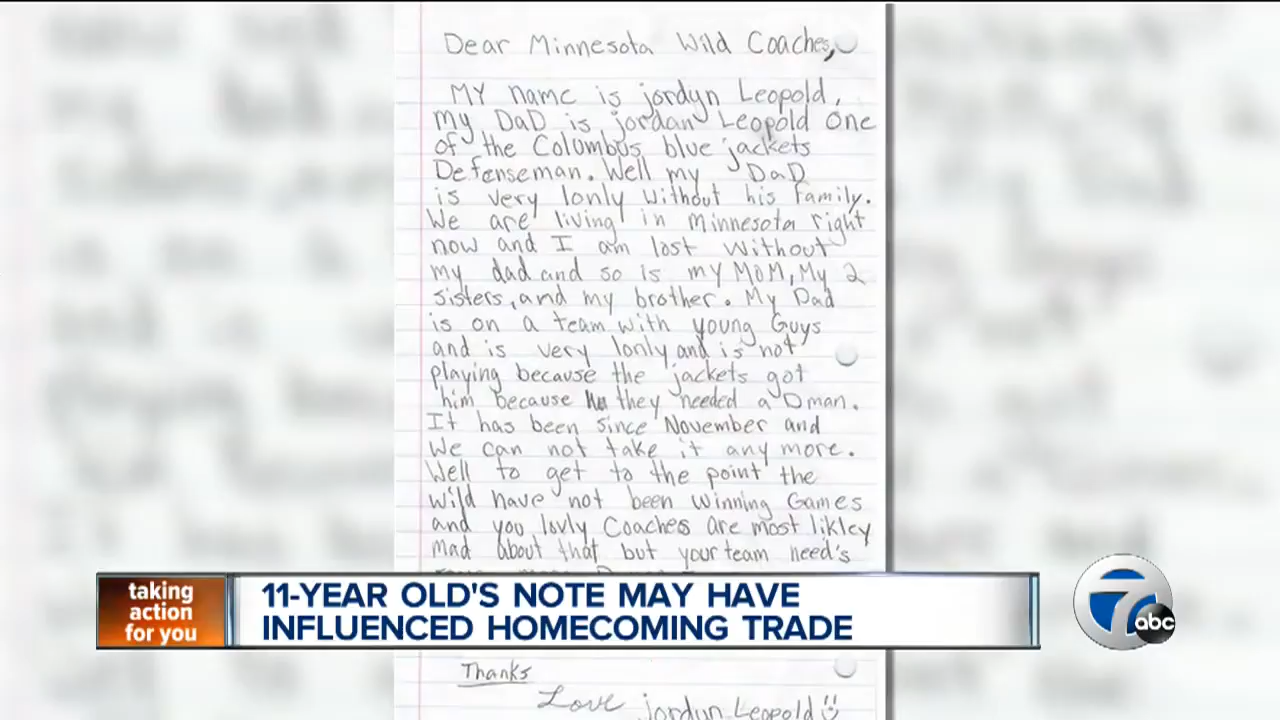 Dear Minnesota Wild Coaches,
MY name is jordyn Leopold,
my DaD is jordan Leopold one
of the Columbus blue jackets
Defenseman. Well my DaD
is very lonly without his family.
We are living in Minnesota right
now and I am lost without
my dad and so is my MoM, My 2
sisters, and my brother. My Dad
is on a team with young Guys
and is very lonly and is not
playing because the jackets got
him because they needed a Dman.
It has been since November and
We can not take it any more.
Well to get to the point the
Wild have not been winning Games
and you lovly Coaches are most likley
mad about that but your team need's
taking
action
for you
11-YEAR OLD'S NOTE MAY HAVE
INFLUENCED HOMECOMING TRADE
7
abc
Thanks
Love jordyn Leopold